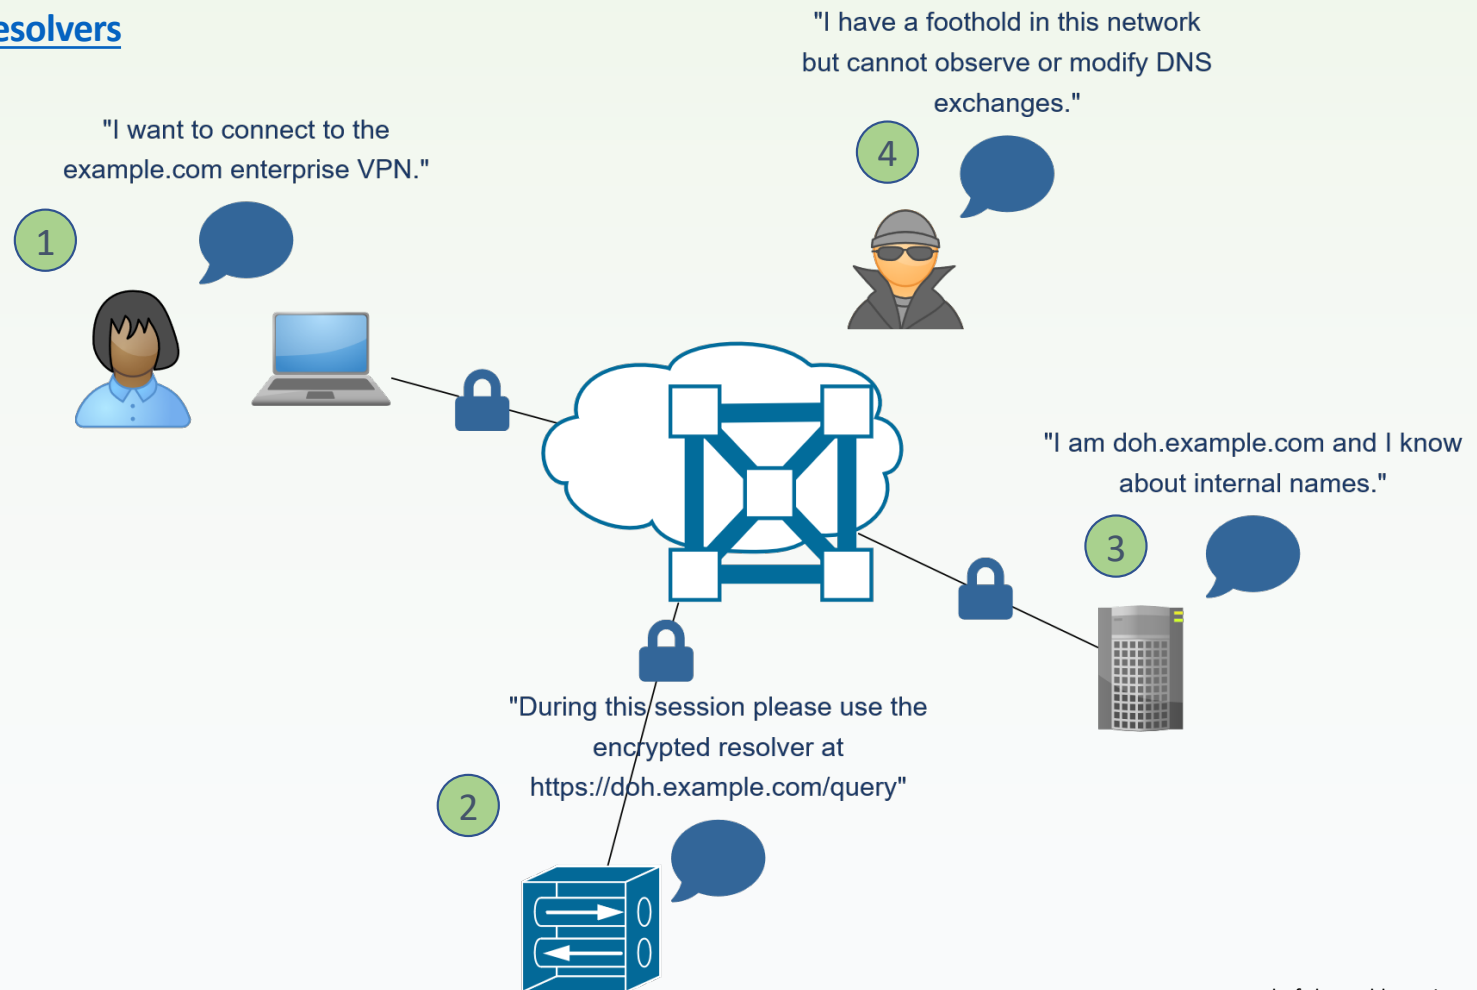 esolvers
"I have a foothold in this network
but cannot observe or modify DNS
exchanges."
4
"I want to connect to the
example.com enterprise VPN."
1
"I am doh.example.com and I know
about internal names."
3
"During this session please use the
encrypted resolver at
https://doh.example.com/query"
2